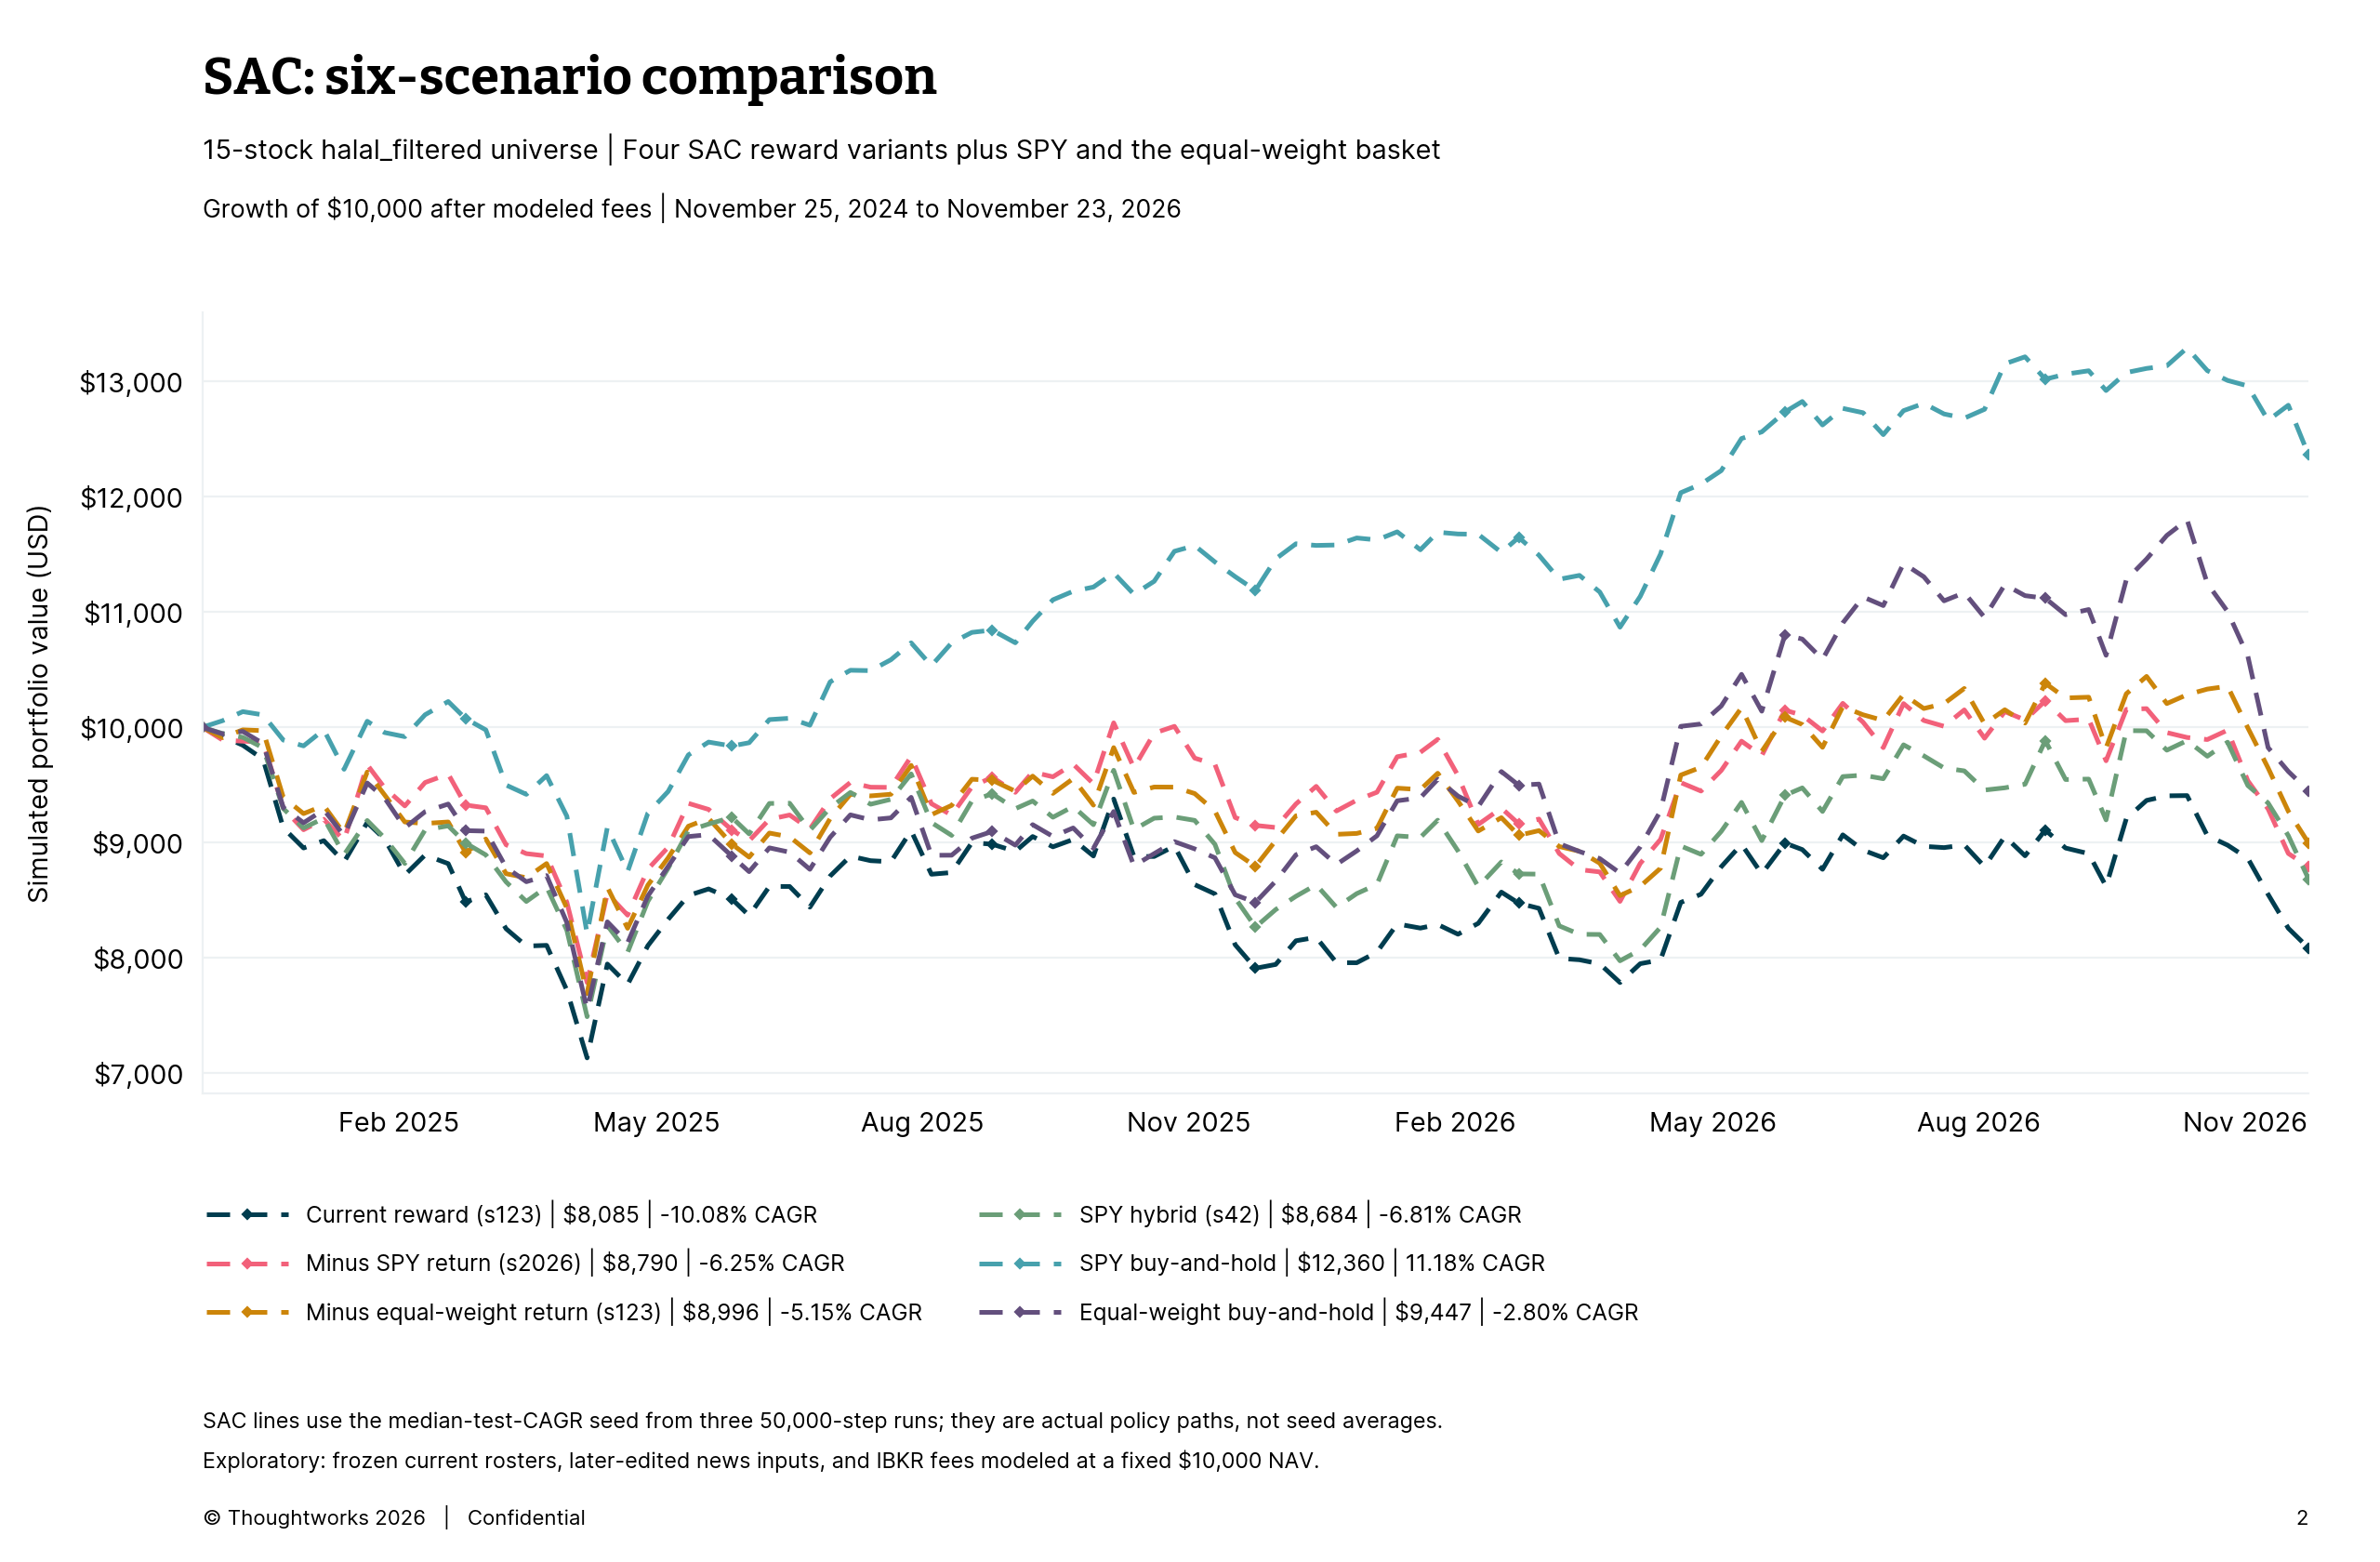 SAC: six-scenario comparison
15-stock halal_filtered universe | Four SAC reward variants plus SPY and the equal-weight basket
Growth of $10,000 after modeled fees | November 25, 2024 to November 23, 2026
Simulated portfolio value (USD)
$13,000
$12,000
$11,000
$10,000
$9,000
$8,000
$7,000
Feb 2025 May 2025 Aug 2025 Nov 2025 Feb 2026 May 2026 Aug 2026 Nov 2026
Current reward (s123) | $8,085 | -10.08% CAGR
Minus SPY return (s2026) | $8,790 | -6.25% CAGR
Minus equal-weight return (s123) | $8,996 | -5.15% CAGR
SPY hybrid (s42) | $8,684 | -6.81% CAGR
SPY buy-and-hold | $12,360 | 11.18% CAGR
Equal-weight buy-and-hold | $9,447 | -2.80% CAGR
SAC lines use the median-test-CAGR seed from three 50,000-step runs; they are actual policy paths, not seed averages.
Exploratory: frozen current rosters, later-edited news inputs, and IBKR fees modeled at a fixed $10,000 NAV.
© Thoughtworks 2026 | Confidential
2